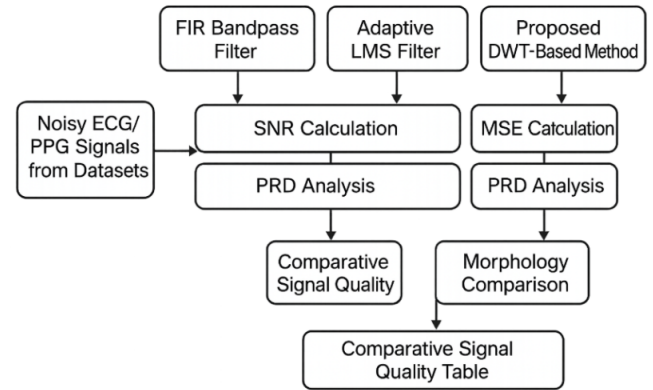 FIR Bandpass
Filter
Adaptive
LMS Filter
Proposed
DWT-Based Method
Noisy ECG/
PPG Signals
from Datasets
SNR Calculation
MSE Catculation
PRD Analysis
PRD Analysis
Comparative
Signal Quality
Morphology
Comparison
Comparative Signal
Quality Table